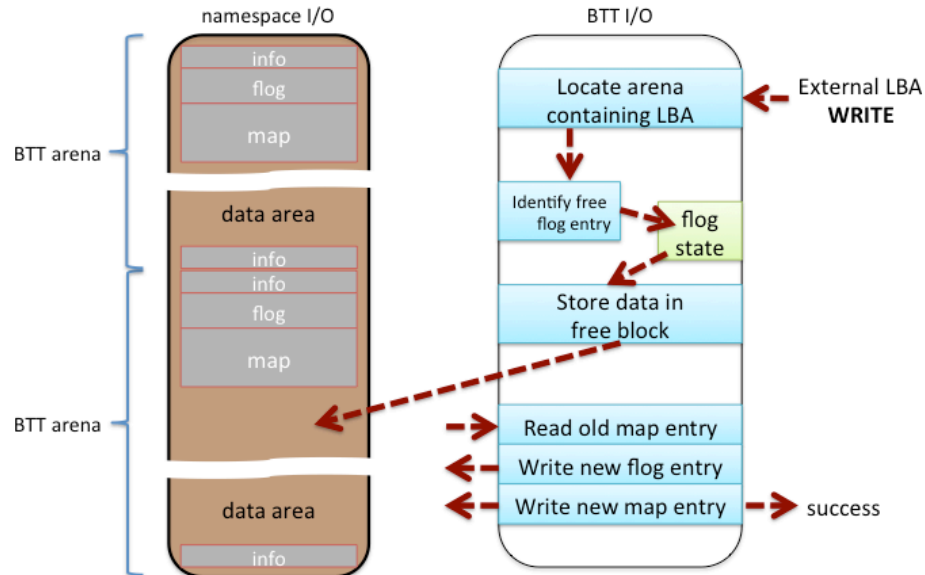 namespace I/O
info
flog
map
data area
info
info
flog
map
data area
info
BTT arena
BTT arena
BTT I/O
Locate arena
containing LBA
External LBA
WRITE
Identify free
flog entry
flog
state
Store data in
free block
Read old map entry
Write new flog entry
Write new map entry
success